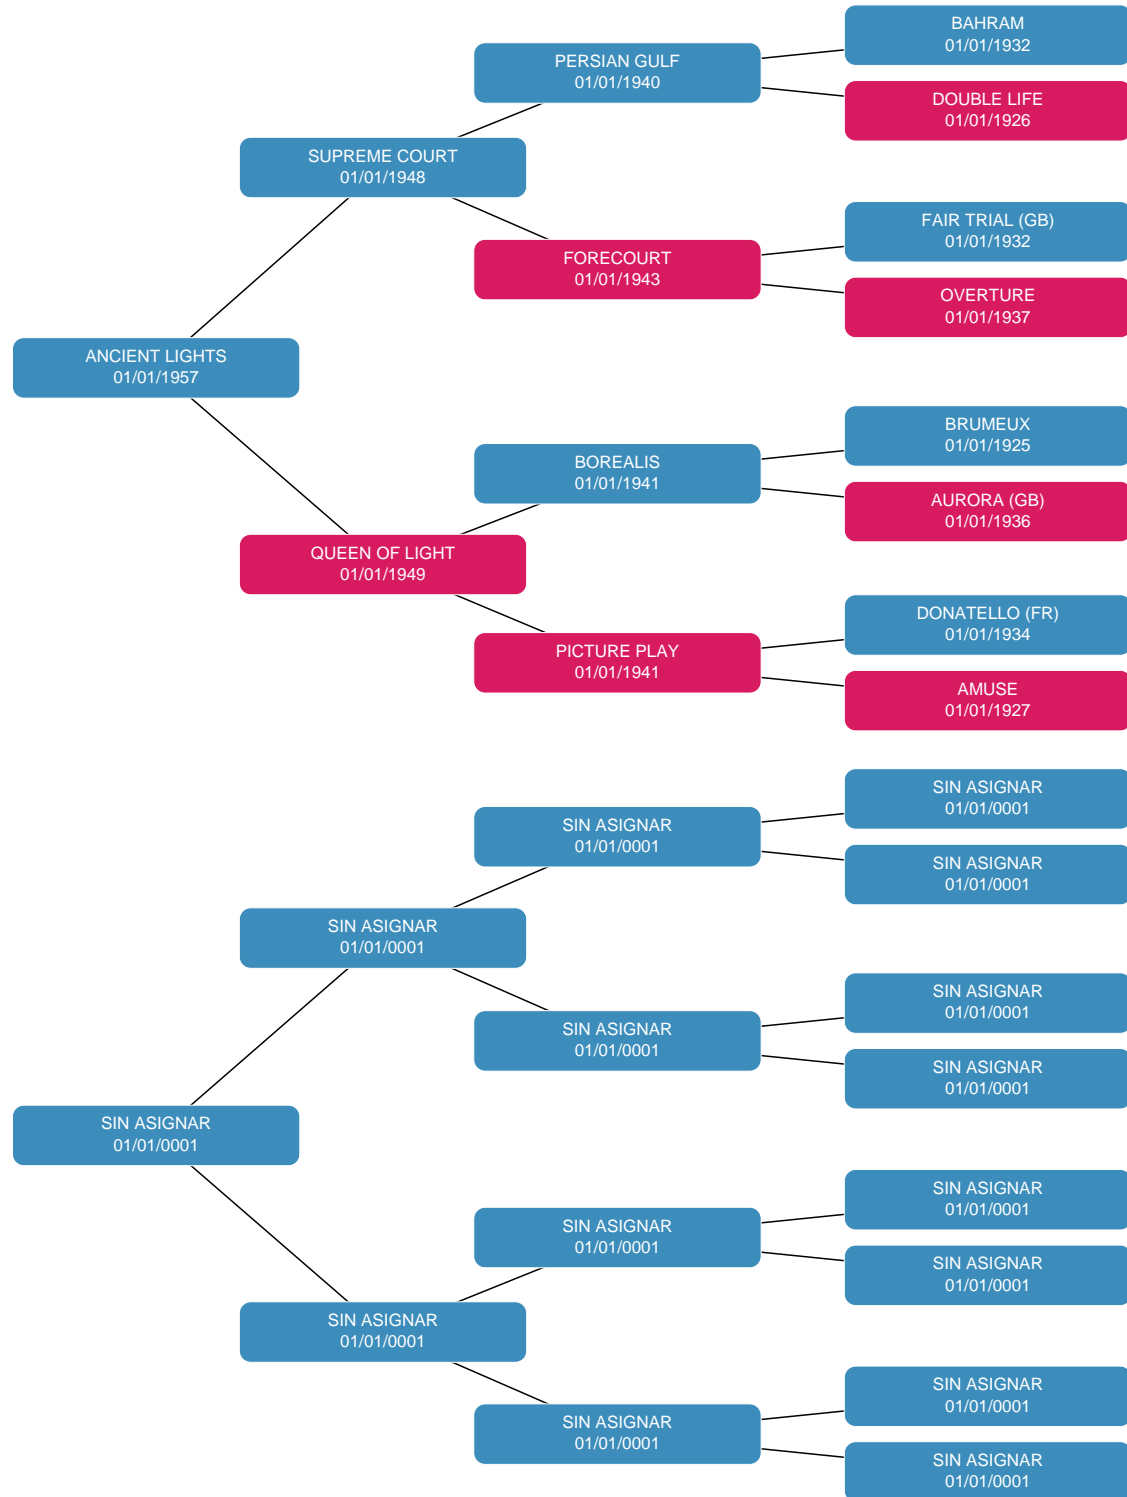 BAHRAM
01/01/1932
PERSIAN GULF
01/01/1940
DOUBLE LIFE
01/01/1926
SUPREME COURT
01/01/1948
FAIR TRIAL (GB)
01/01/1932
FORECOURT
01/01/1943
OVERTURE
01/01/1937
ANCIENT LIGHTS
01/01/1957
BRUMEUX
01/01/1925
BOREALIS
01/01/1941
AURORA (GB)
01/01/1936
QUEEN OF LIGHT
01/01/1949
DONATELLO (FR)
01/01/1934
PICTURE PLAY
01/01/1941
AMUSE
01/01/1927
SIN ASIGNAR
01/01/0001
SIN ASIGNAR
01/01/0001
SIN ASIGNAR
01/01/0001
SIN ASIGNAR
01/01/0001
SIN ASIGNAR
01/01/0001
SIN ASIGNAR
01/01/0001
SIN ASIGNAR
01/01/0001
SIN ASIGNAR
01/01/0001
SIN ASIGNAR
01/01/0001
SIN ASIGNAR
01/01/0001
SIN ASIGNAR
01/01/0001
SIN ASIGNAR
01/01/0001
SIN ASIGNAR
01/01/0001
SIN ASIGNAR
01/01/0001
SIN ASIGNAR
01/01/0001